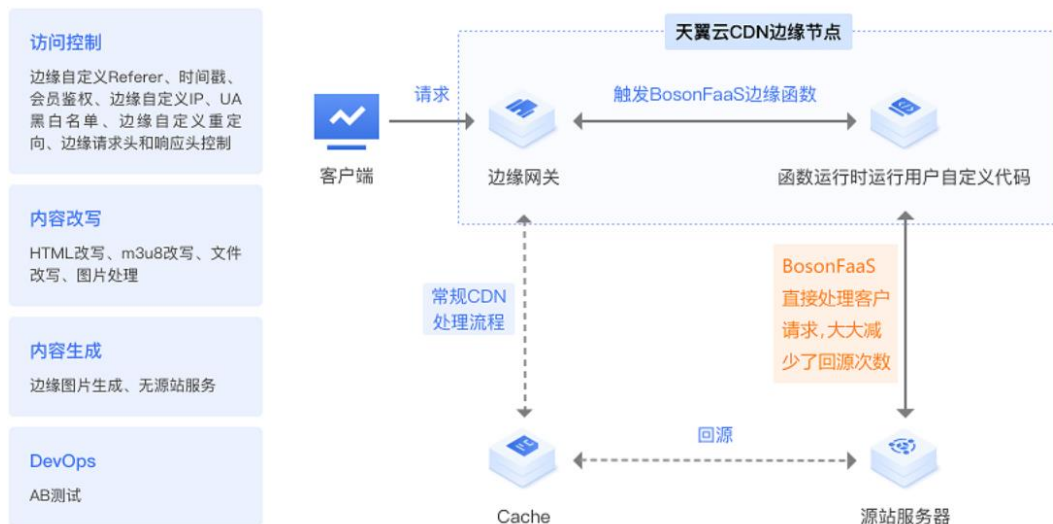 访问控制
边缘自定义Referer、时间戳、
会员鉴权、边缘自定义IP、UA
黑白名单、边缘自定义重定
向、边缘请求头和响应头控制
内容改写
HTML改写、m3u8改写、文件
改写、图片处理
内容生成
边缘图片生成、无源站服务
DevOps
AB测试
天翼云CDN边缘节点
请求
触发BosonFaaS边缘函数
客户端
边缘网关
函数运行时运行用户自定义代码
常规CDN
处理流程
BosonFaaS
直接处理客户
请求,大大减
少了回源次数
回源
Cache
源站服务器